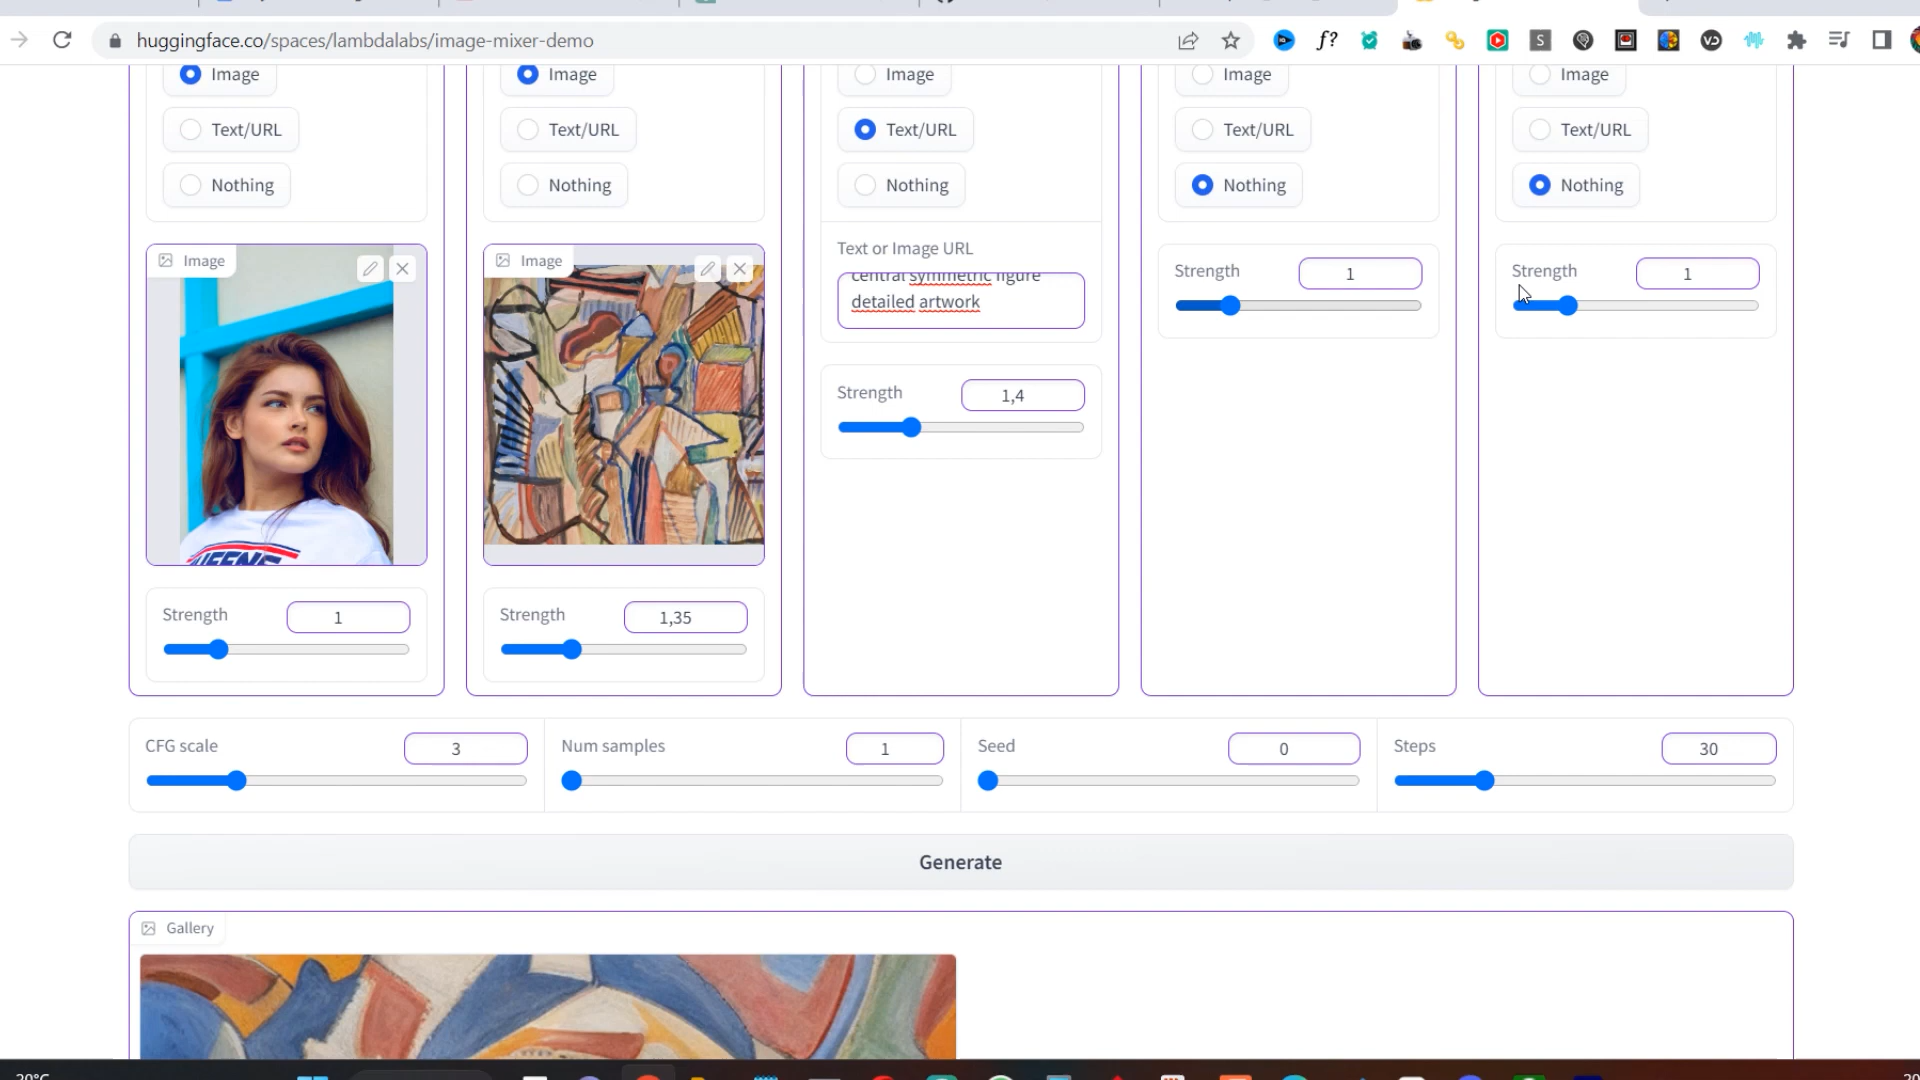 huggingface.co/spaces/lambdalabs/image-mixer-demo
Image
Text/URL
Nothing
Image
Strength 1
Image
Text/URL
Nothing
Image
Strength 1,35
Image
Text/URL
Nothing
Text or Image URL
central symmetric figure
detailed artwork
Strength 1,4
Image
Text/URL
Nothing
Strength 1
Image
Text/URL
Nothing
Strength 1
CFG scale 3
Num samples 1
Seed 0
Steps 30
Generate
Gallery